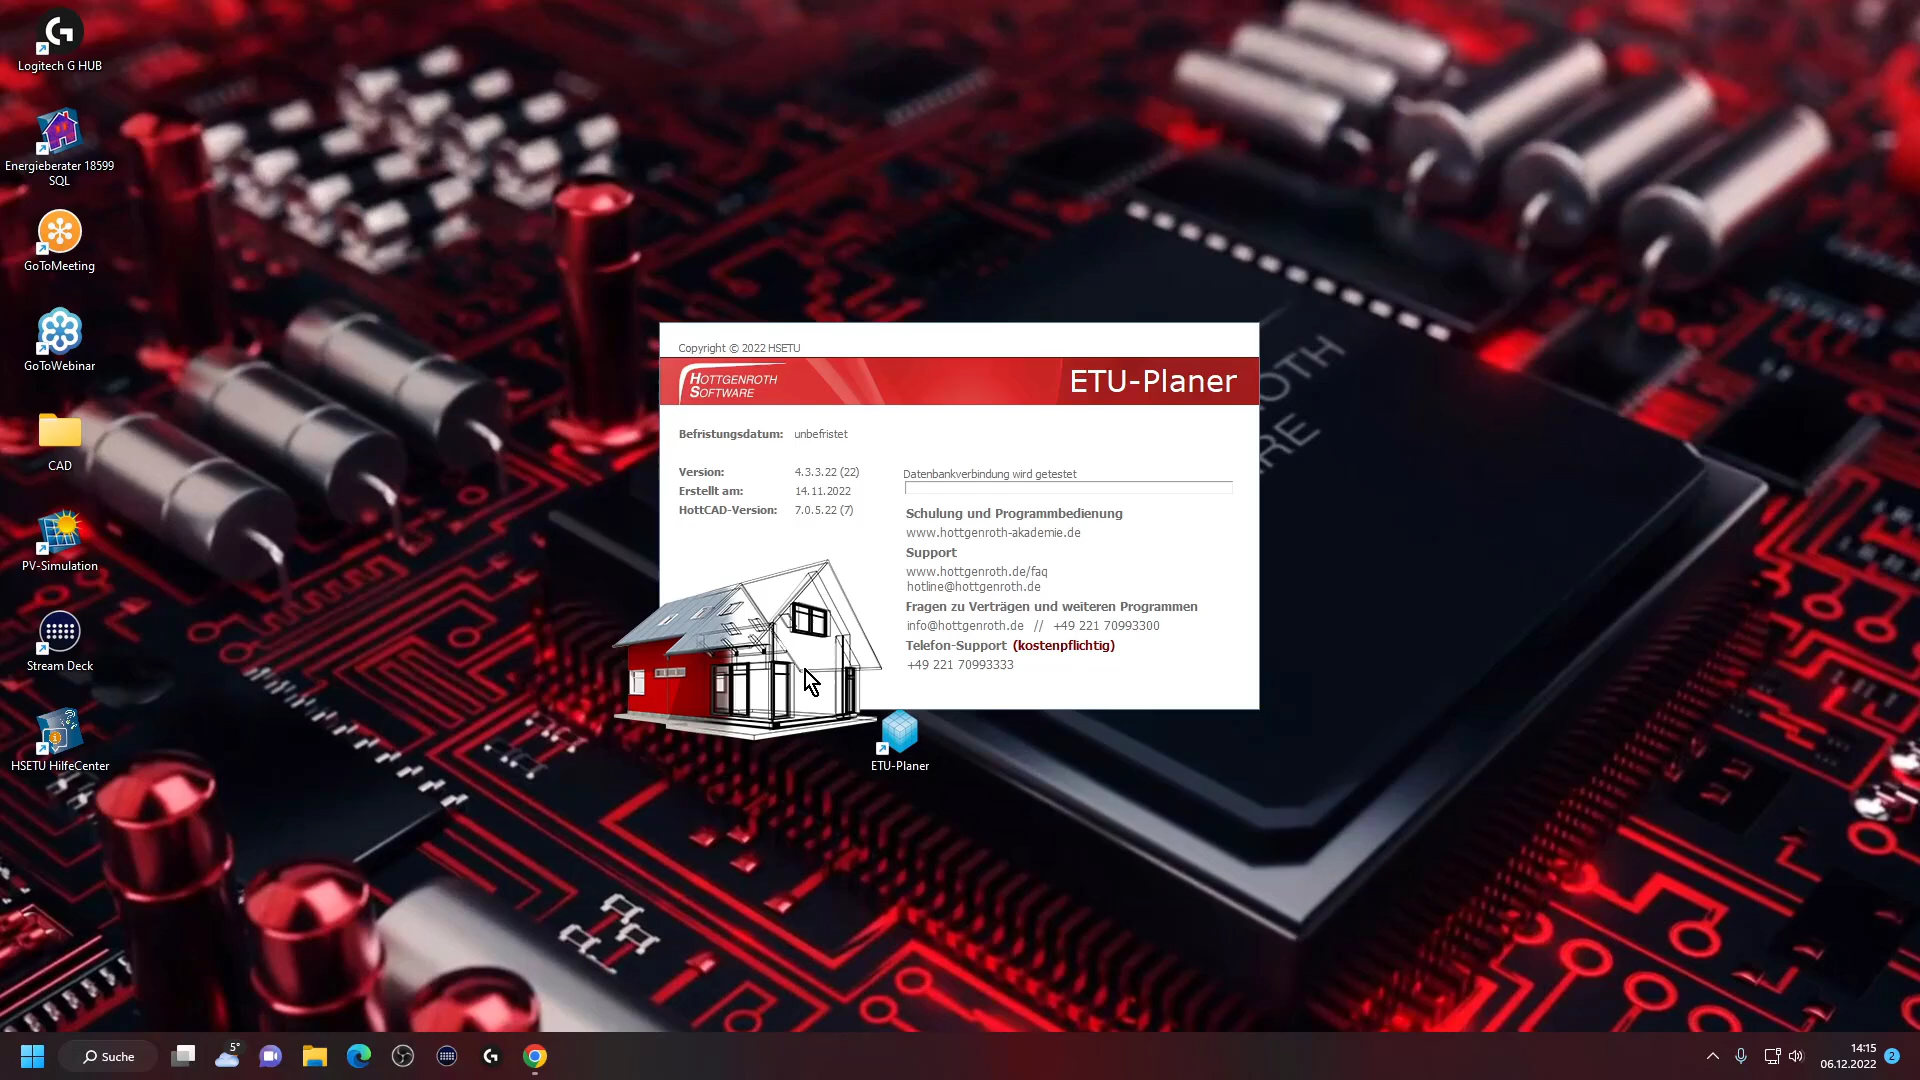 Logitech G HUB
Energieberater 18599
SQL
GoToMeeting
GoToWebinar
CAD
PV-Simulation
Stream Deck
HSETU HilfeCenter
Copyright © 2022 HSETU
HOTTGENROTH
SOFTWARE
ETU-Planer
Befristungsdatum: unbefristet
Version: 4.3.3.22 (22)
Erstellt am: 14.11.2022
HottCAD-Version: 7.0.5.22 (7)
Datenbankverbindung wird getestet
Schulung und Programmbedienung
www.hottgenroth-akademie.de
Support
www.hottgenroth.de/faq
hotline@hottgenroth.de
Fragen zu Verträgen und weiteren Programmen
info@hottgenroth.de // +49 221 70993300
Telefon-Support (kostenpflichtig)
+49 221 70993333
ETU-Planer
Suche
5°
14:15
06.12.2022
2